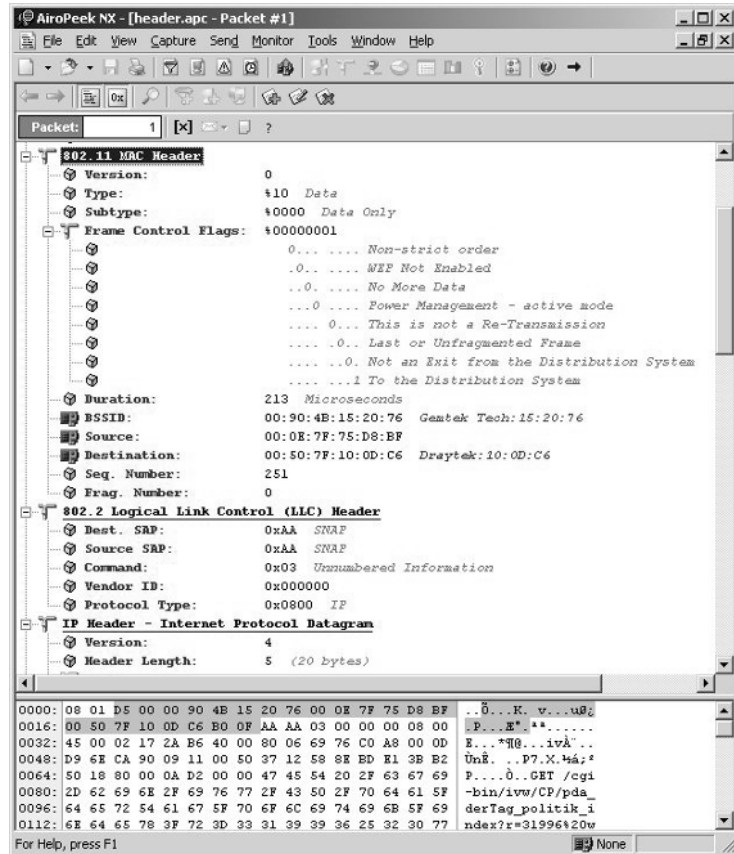 AiroPeek NX - [header.apc - Packet #1]
File Edit View Capture Send Monitor Tools Window Help
Packet: 1 [x] ?
802.11 MAC Header
Version: 0
Type: %10 Data
Subtype: %0000 Data Only
Frame Control Flags: %00000001
0... .... Non-strict order
.0.. .... WEP Not Enabled
..0. .... No More Data
...0 .... Power Management - active mode
.... 0... This is not a Re-Transmission
.... .0.. Last or Unfragmented Frame
.... ..0. Not an Exit from the Distribution System
.... ...1 To the Distribution System
Duration: 213 Microseconds
BSSID: 00:90:4B:15:20:76 Gemtek Tech:15:20:76
Source: 00:0E:7F:75:D8:BF
Destination: 00:50:7F:10:0D:C6 Draytek:10:0D:C6
Seq. Number: 251
Frag. Number: 0
802.2 Logical Link Control (LLC) Header
Dest. SAP: 0xAA SNAP
Source SAP: 0xAA SNAP
Command: 0x03 Unnumbered Information
Vendor ID: 0x000000
Protocol Type: 0x0800 IP
IP Header - Internet Protocol Datagram
Version: 4
Header Length: 5 (20 bytes)
0000: 08 01 D5 00 00 90 4B 15 20 76 00 0E 7F 75 D8 BF ..Õ...K. v...uØ¿
0016: 00 50 7F 10 0D C6 B0 0F AA AA 03 00 00 00 08 00 .P...Æ°.ªª......
0032: 45 00 02 17 2A B6 40 00 80 06 69 76 C0 A8 00 0D E...*¶@...ivÀ¨..
0048: D9 6E CA 90 09 11 00 50 37 12 58 8E BD E1 3B B2 ÙnÊ....P7.X.½á;²
0064: 50 18 80 00 0A D2 00 00 47 45 54 20 2F 63 67 69 P....Ò..GET /cgi
0080: 2D 62 69 6E 2F 69 76 77 2F 43 50 2F 70 64 61 5F -bin/ivw/CP/pda_
0096: 64 65 72 54 61 67 5F 70 6F 6C 69 74 69 6B 5F 69 derTag_politik_i
0112: 6E 64 65 78 3F 72 3D 33 31 39 39 36 25 32 30 77 ndex?r=31996%20w
For Help, press F1 None